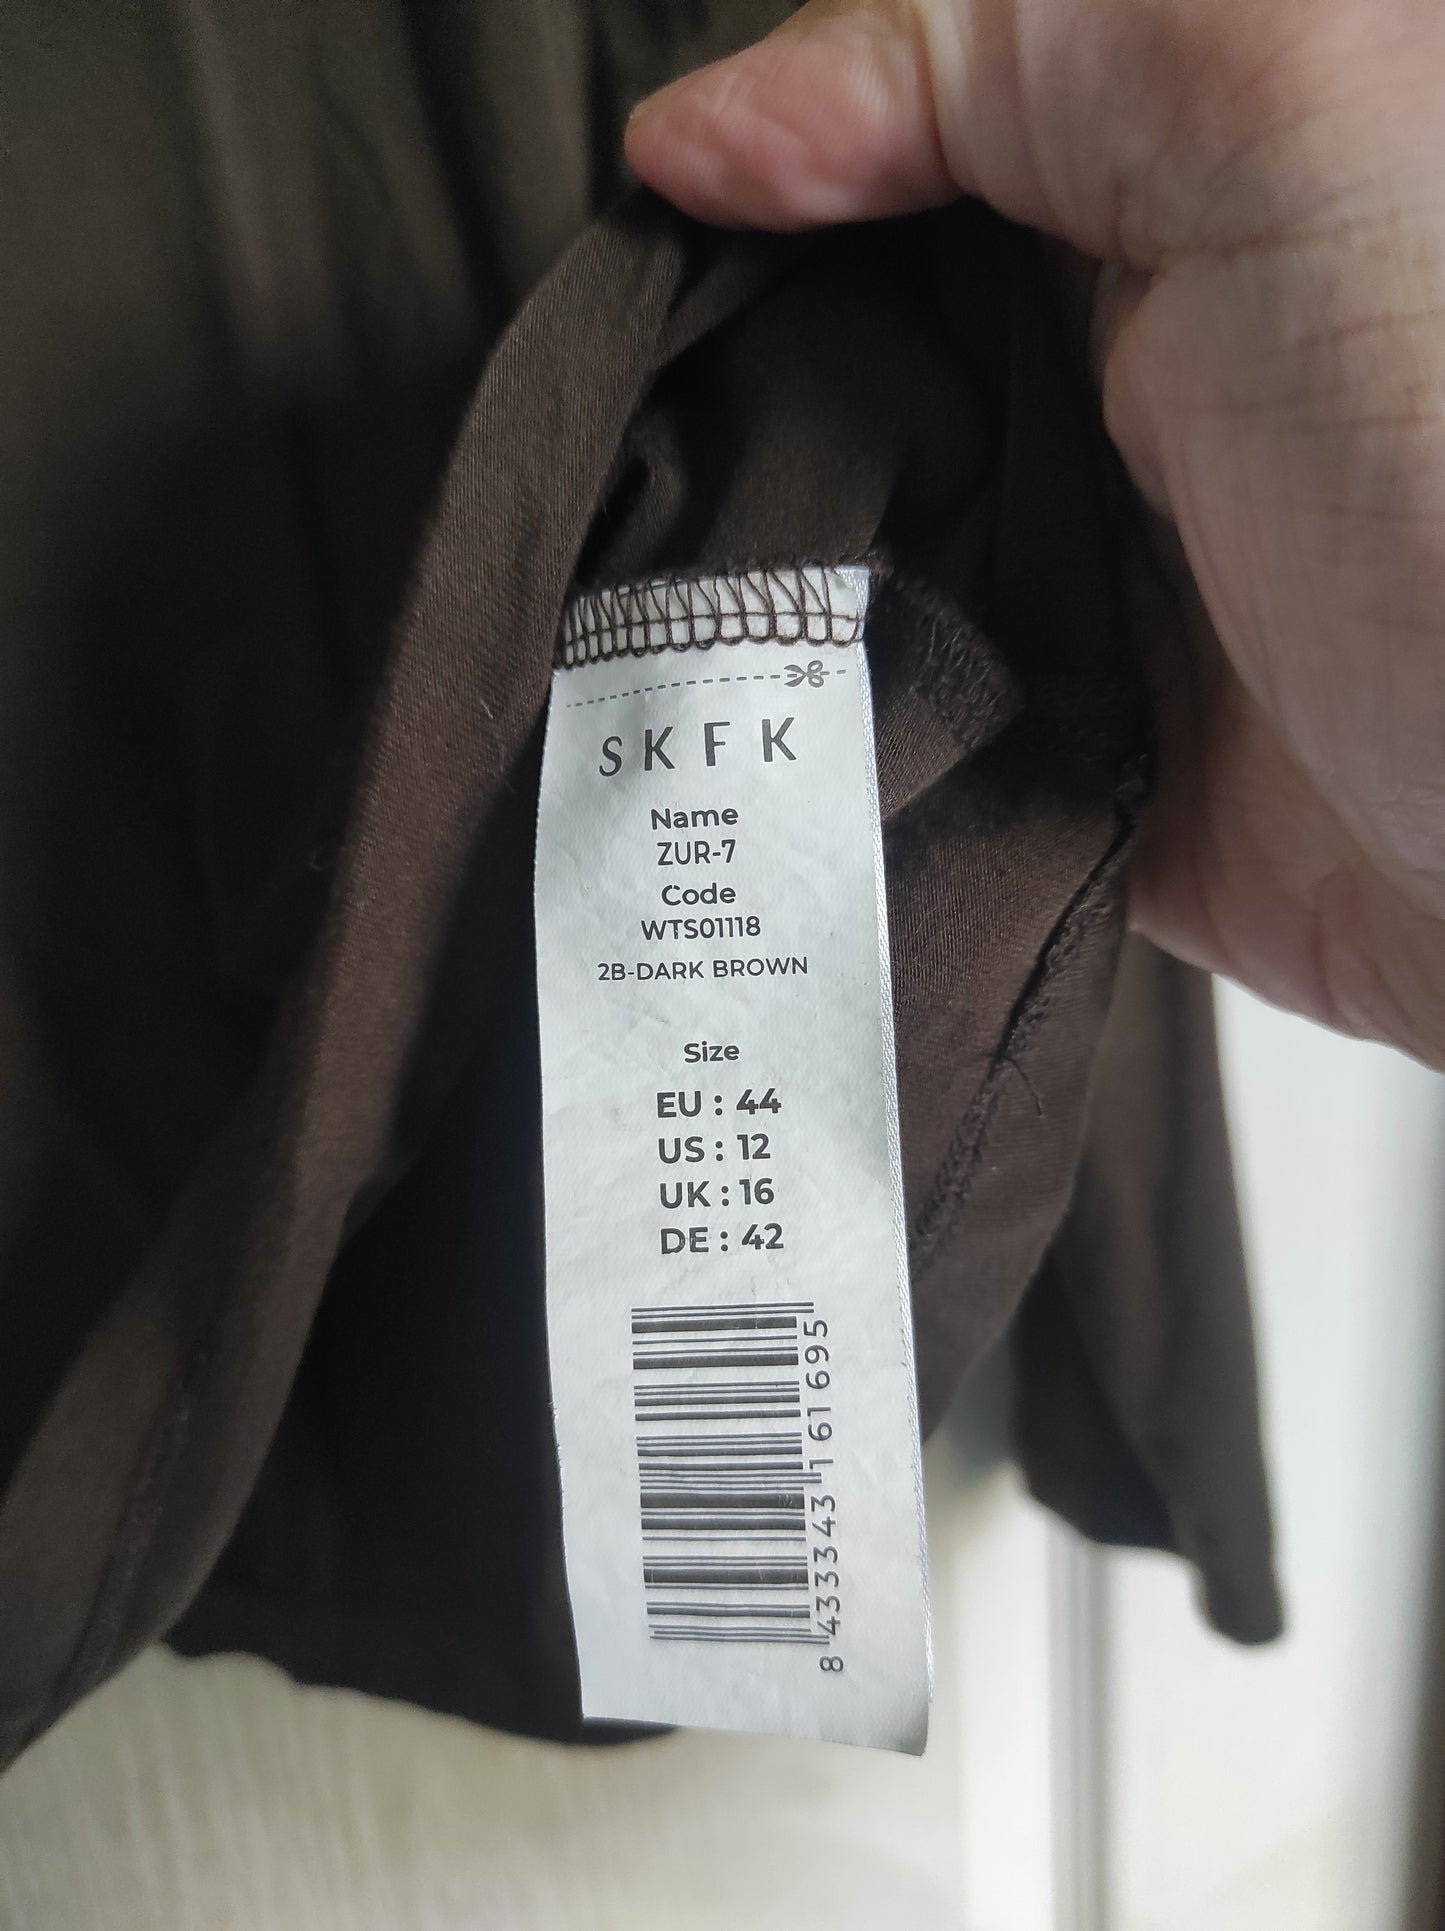 SKFK
Name
ZUR-7
Code
WTS01118
2B-DARK BROWN
Size
EU : 44
US : 12
UK : 16
DE : 42
8 433343 161695